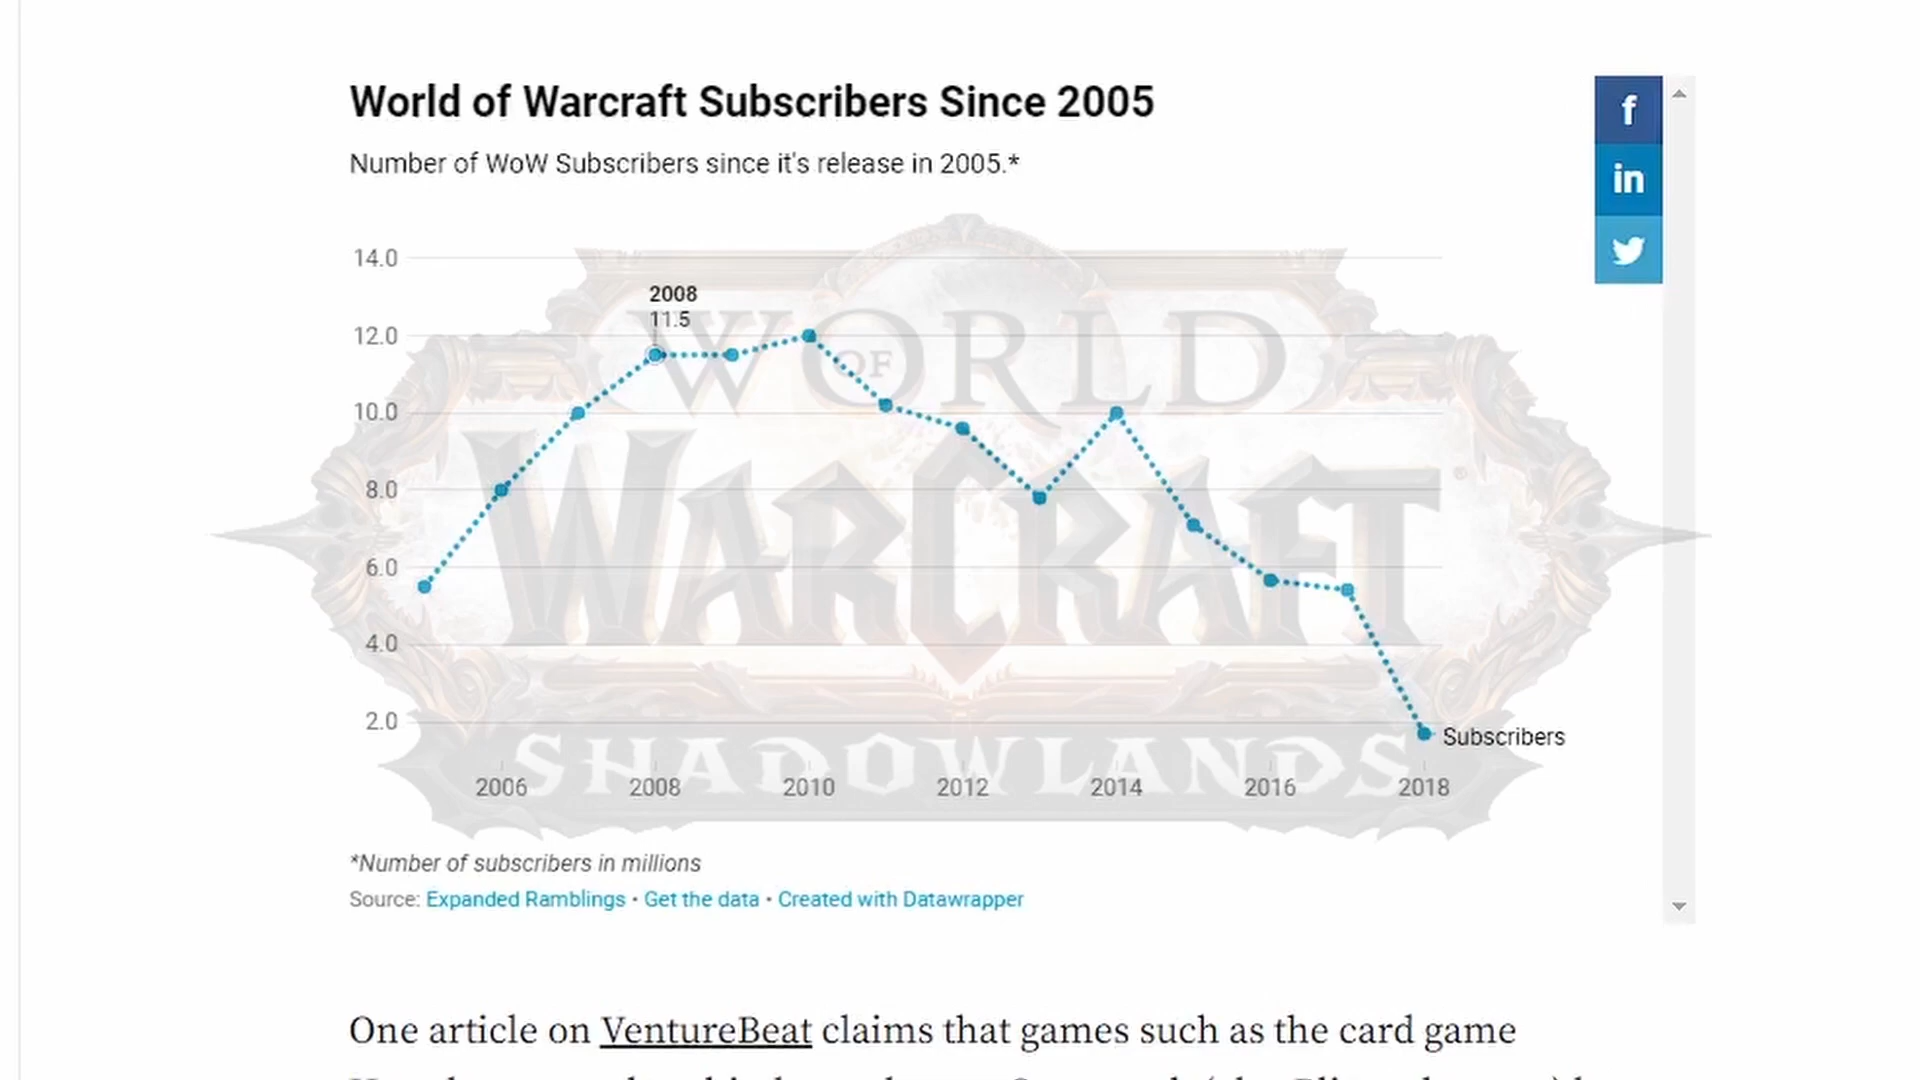 World of Warcraft Subscribers Since 2005
Number of WoW Subscribers since it's release in 2005.*
f
in
14.0
12.0
10.0
8.0
6.0
4.0
2.0
2008
11.5
WORLD
OF
WARCRAFT
®
SHADOWLANDS
Subscribers
2006 2008 2010 2012 2014 2016 2018
*Number of subscribers in millions
Source: Expanded Ramblings • Get the data • Created with Datawrapper
One article on VentureBeat claims that games such as the card game